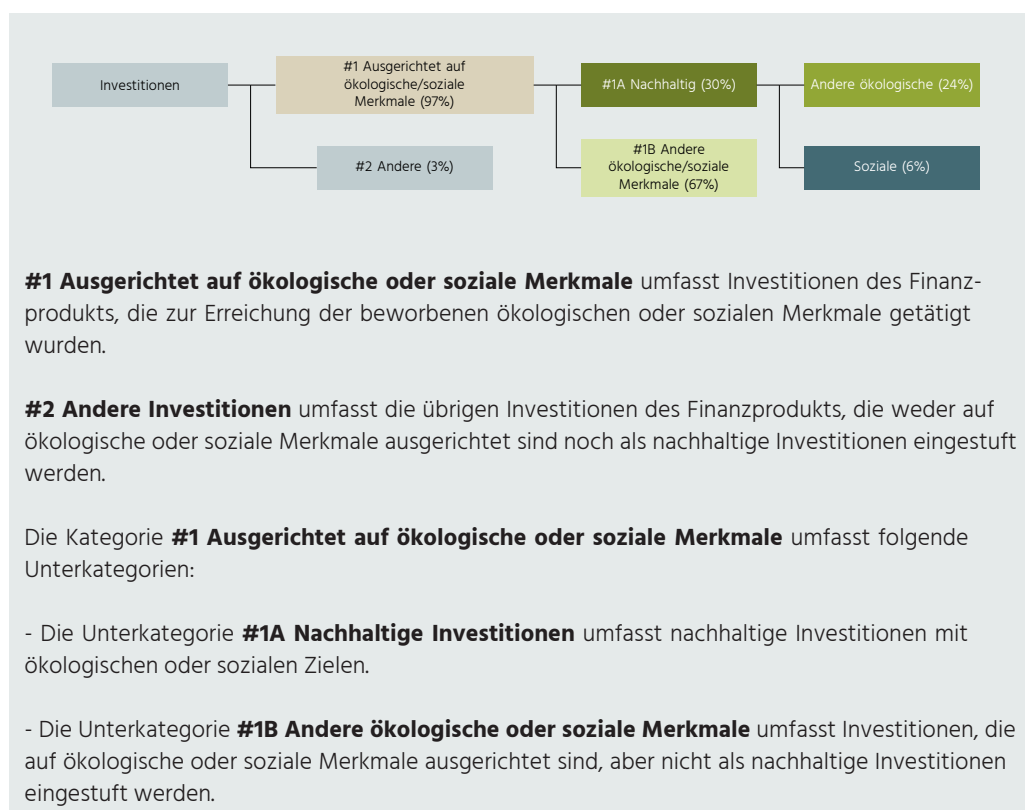 Investitionen
#1 Ausgerichtet auf
ökologische/soziale
Merkmale (97%)
#1A Nachhaltig (30%)
Andere ökologische (24%)
#2 Andere (3%)
#1B Andere
ökologische/soziale
Merkmale (67%)
Soziale (6%)
#1 Ausgerichtet auf ökologische oder soziale Merkmale umfasst Investitionen des Finanz-
produkts, die zur Erreichung der beworbenen ökologischen oder sozialen Merkmale getätigt
wurden.
#2 Andere Investitionen umfasst die übrigen Investitionen des Finanzprodukts, die weder auf
ökologische oder soziale Merkmale ausgerichtet sind noch als nachhaltige Investitionen eingestuft
werden.
Die Kategorie #1 Ausgerichtet auf ökologische oder soziale Merkmale umfasst folgende
Unterkategorien:
- Die Unterkategorie #1A Nachhaltige Investitionen umfasst nachhaltige Investitionen mit
ökologischen oder sozialen Zielen.
- Die Unterkategorie #1B Andere ökologische oder soziale Merkmale umfasst Investitionen, die
auf ökologische oder soziale Merkmale ausgerichtet sind, aber nicht als nachhaltige Investitionen
eingestuft werden.